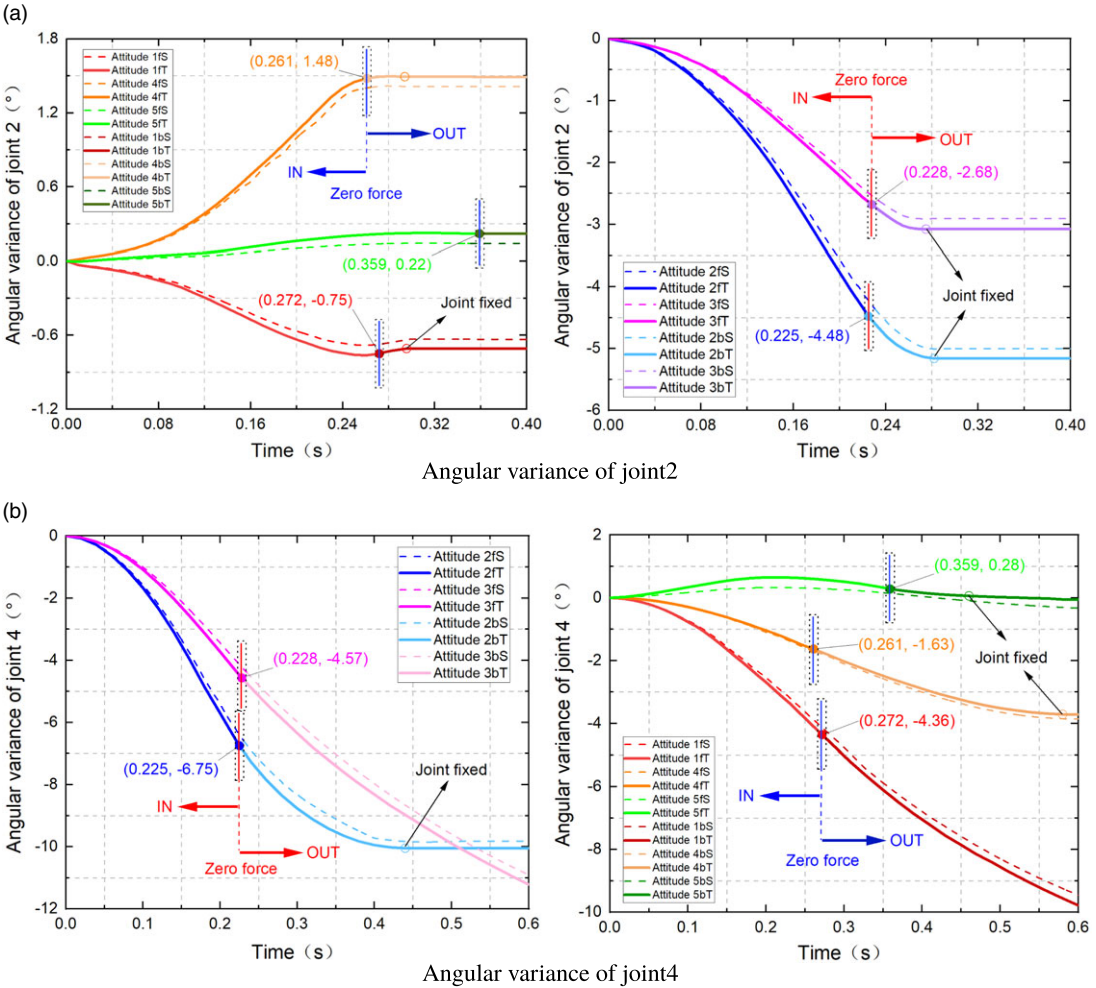 (a)
1.8
1.2
0.6
0.0
-0.6
-1.2
Angular variance of joint 2 (°)
Attitude 1fS
Attitude 1fT
Attitude 4fS
Attitude 4fT
Attitude 5fS
Attitude 5fT
Attitude 1bS
Attitude 1bT
Attitude 4bS
Attitude 4bT
Attitude 5bS
Attitude 5bT
(0.261, 1.48)
OUT
IN
Zero force
(0.359, 0.22)
(0.272, -0.75)
Joint fixed
0.00 0.08 0.16 0.24 0.32 0.40
Time (s)
0
-1
-2
-3
-4
-5
-6
Angular variance of joint 2 (°)
Zero force
IN
OUT
(0.228, -2.68)
Joint fixed
(0.225, -4.48)
Attitude 2fS
Attitude 2fT
Attitude 3fS
Attitude 3fT
Attitude 2bS
Attitude 2bT
Attitude 3bS
Attitude 3bT
0.00 0.08 0.16 0.24 0.32 0.40
Time (s)
Angular variance of joint2
(b)
0
-2
-4
-6
-8
-10
-12
Angular variance of joint 4 (°)
Attitude 2fS
Attitude 2fT
Attitude 3fS
Attitude 3fT
Attitude 2bS
Attitude 2bT
Attitude 3bS
Attitude 3bT
(0.228, -4.57)
(0.225, -6.75)
Joint fixed
IN
OUT
Zero force
0.0 0.1 0.2 0.3 0.4 0.5 0.6
Time (s)
2
0
-2
-4
-6
-8
-10
Angular variance of joint 4 (°)
(0.359, 0.28)
(0.261, -1.63)
Joint fixed
(0.272, -4.36)
Attitude 1fS
Attitude 1fT
Attitude 4fS
Attitude 4fT
Attitude 5fS
Attitude 5fT
Attitude 1bS
Attitude 1bT
Attitude 4bS
Attitude 4bT
Attitude 5bS
Attitude 5bT
IN
OUT
Zero force
0.0 0.1 0.2 0.3 0.4 0.5 0.6
Time (s)
Angular variance of joint4